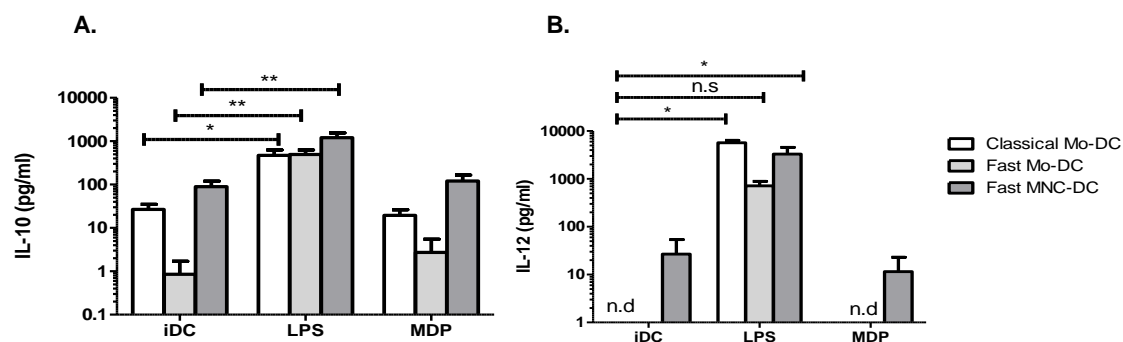 A.
**
**
*
10000
1000
100
10
1
0.1
IL-10 (pg/ml)
iDC
LPS
MDP
B.
*
n.s
*
10000
1000
100
10
1
IL-12 (pg/ml)
n.d
n.d
iDC
LPS
MDP
Classical Mo-DC
Fast Mo-DC
Fast MNC-DC